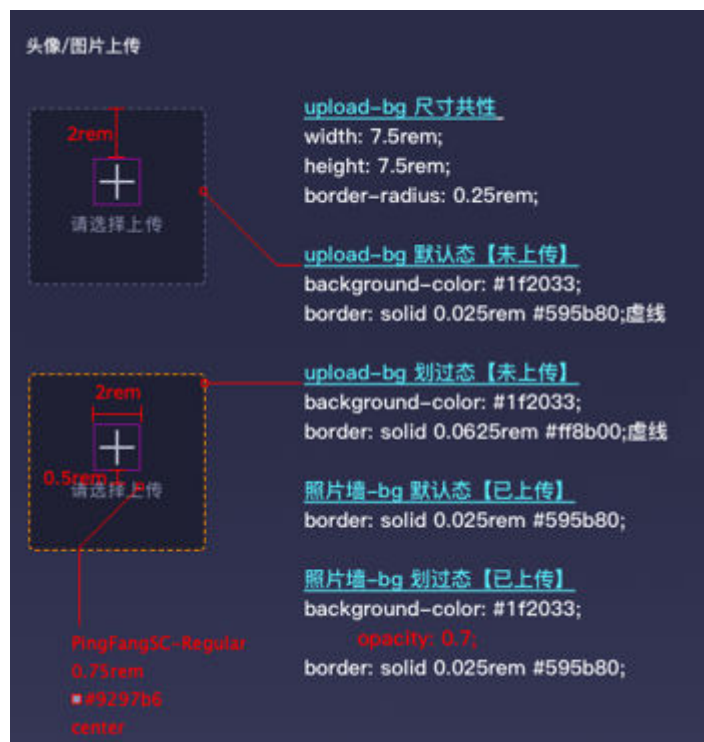 头像/图片上传
2rem
请选择上传
upload-bg 尺寸共性
width: 7.5rem;
height: 7.5rem;
border-radius: 0.25rem;
upload-bg 默认态【未上传】
background-color: #1f2033;
border: solid 0.025rem #595b80;虚线
upload-bg 划过态【未上传】
background-color: #1f2033;
border: solid 0.0625rem #ff8b00;虚线
2rem
0.5rem
请选择上传
照片墙-bg 默认态【已上传】
border: solid 0.025rem #595b80;
照片墙-bg 划过态【已上传】
background-color: #1f2033;
opacity: 0.7;
border: solid 0.025rem #595b80;
PingFangSC-Regular
0.75rem
#9297b6
center